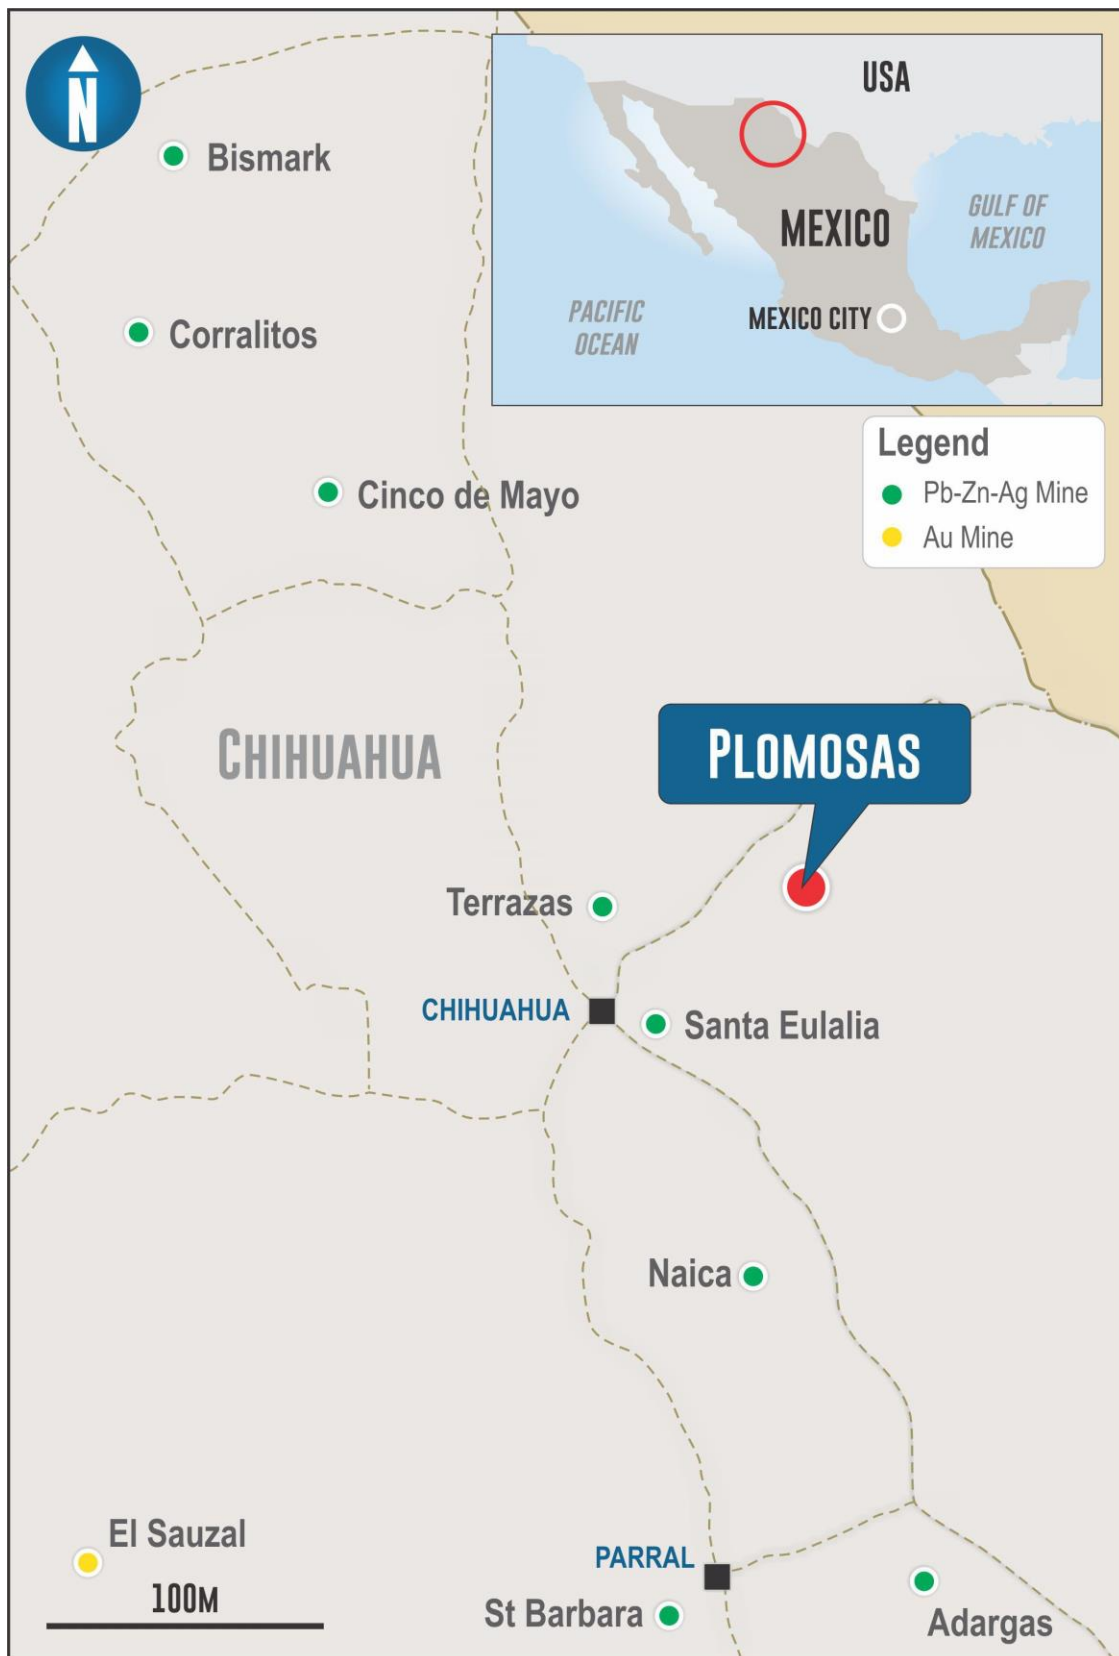 N
Bismark
Corralitos
Cinco de Mayo
USA
MEXICO
GULF OF
MEXICO
PACIFIC
OCEAN
MEXICO CITY
Legend
Pb-Zn-Ag Mine
Au Mine
CHIHUAHUA
PLOMOSAS
Terrazas
CHIHUAHUA
Santa Eulalia
Naica
El Sauzal
100M
PARRAL
St Barbara
Adargas